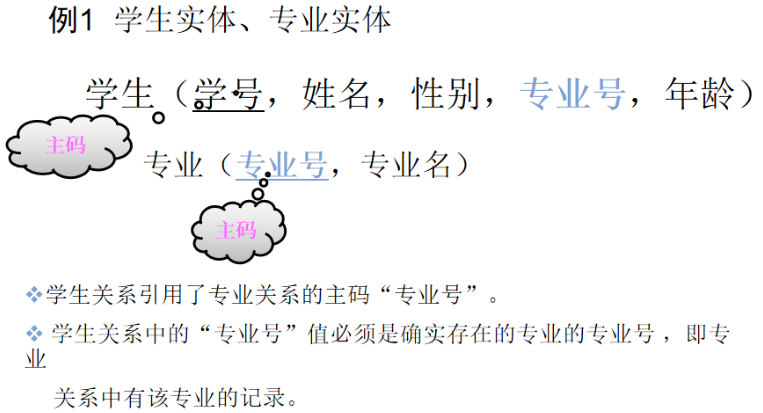 例1 学生实体、专业实体
学生（学号，姓名，性别，专业号，年龄）
主码
专业（专业号，专业名）
主码
❖学生关系引用了专业关系的主码“专业号”。
❖ 学生关系中的“专业号”值必须是确实存在的专业的专业号 ，即专
业
关系中有该专业的记录。